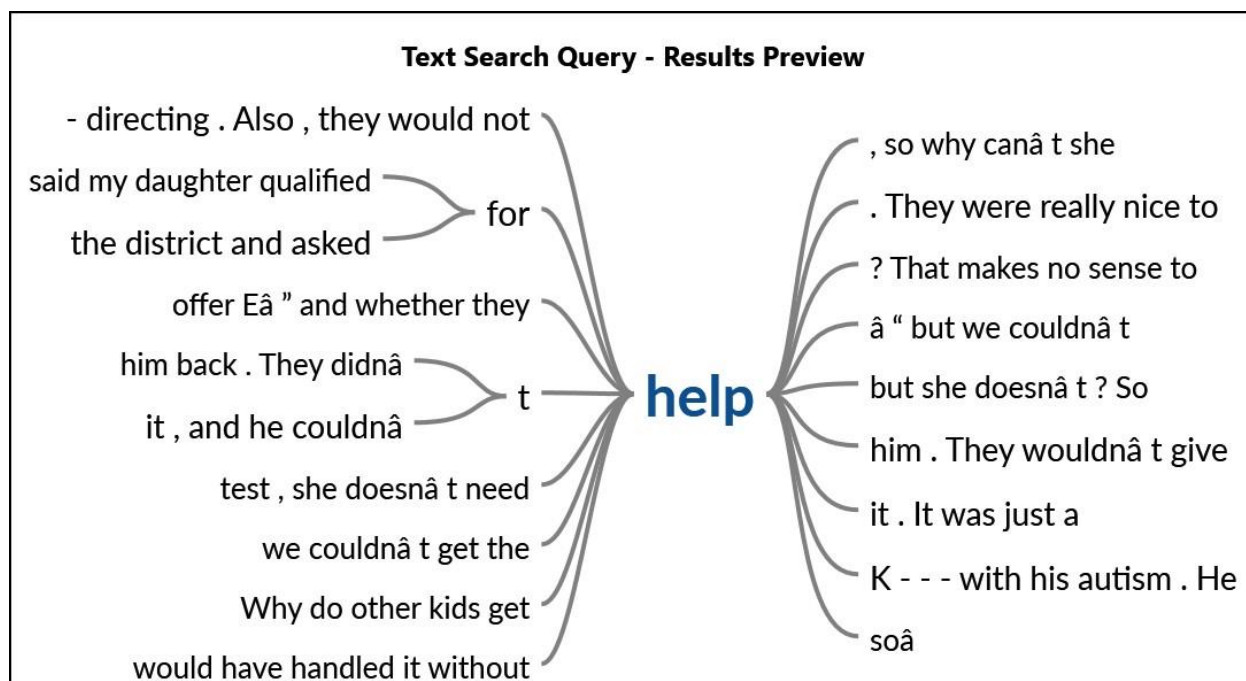 Text Search Query - Results Preview
- directing . Also , they would not
said my daughter qualified
the district and asked
for
offer Eâ ” and whether they
him back . They didnâ
it , and he couldnâ
t
test , she doesnâ t need
we couldnâ t get the
Why do other kids get
would have handled it without
help
, so why canâ t she
. They were really nice to
? That makes no sense to
â “ but we couldnâ t
but she doesnâ t ? So
him . They wouldnâ t give
it . It was just a
K - - - with his autism . He
soâ